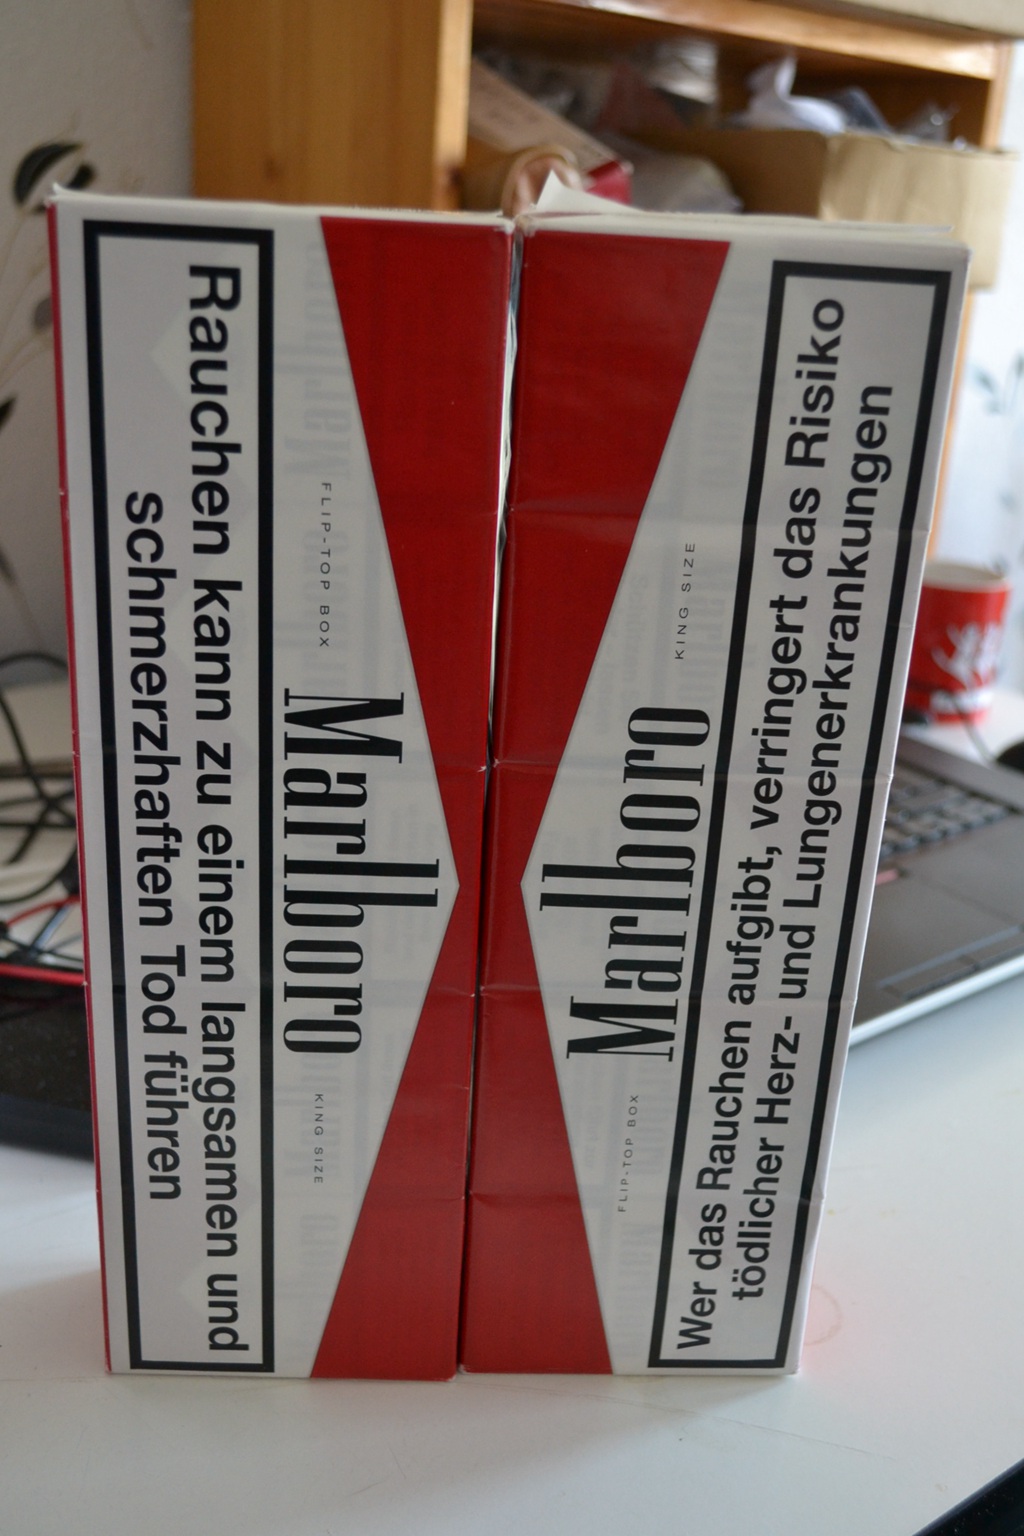 Rauchen kann zu einem langsamen und
schmerzhaften Tod führen
FLIP-TOP BOX
Marlboro
KING SIZE
KING SIZE
Marlboro
FLIP-TOP BOX
Wer das Rauchen aufgibt, verringert das Risiko
tödlicher Herz- und Lungenerkrankungen